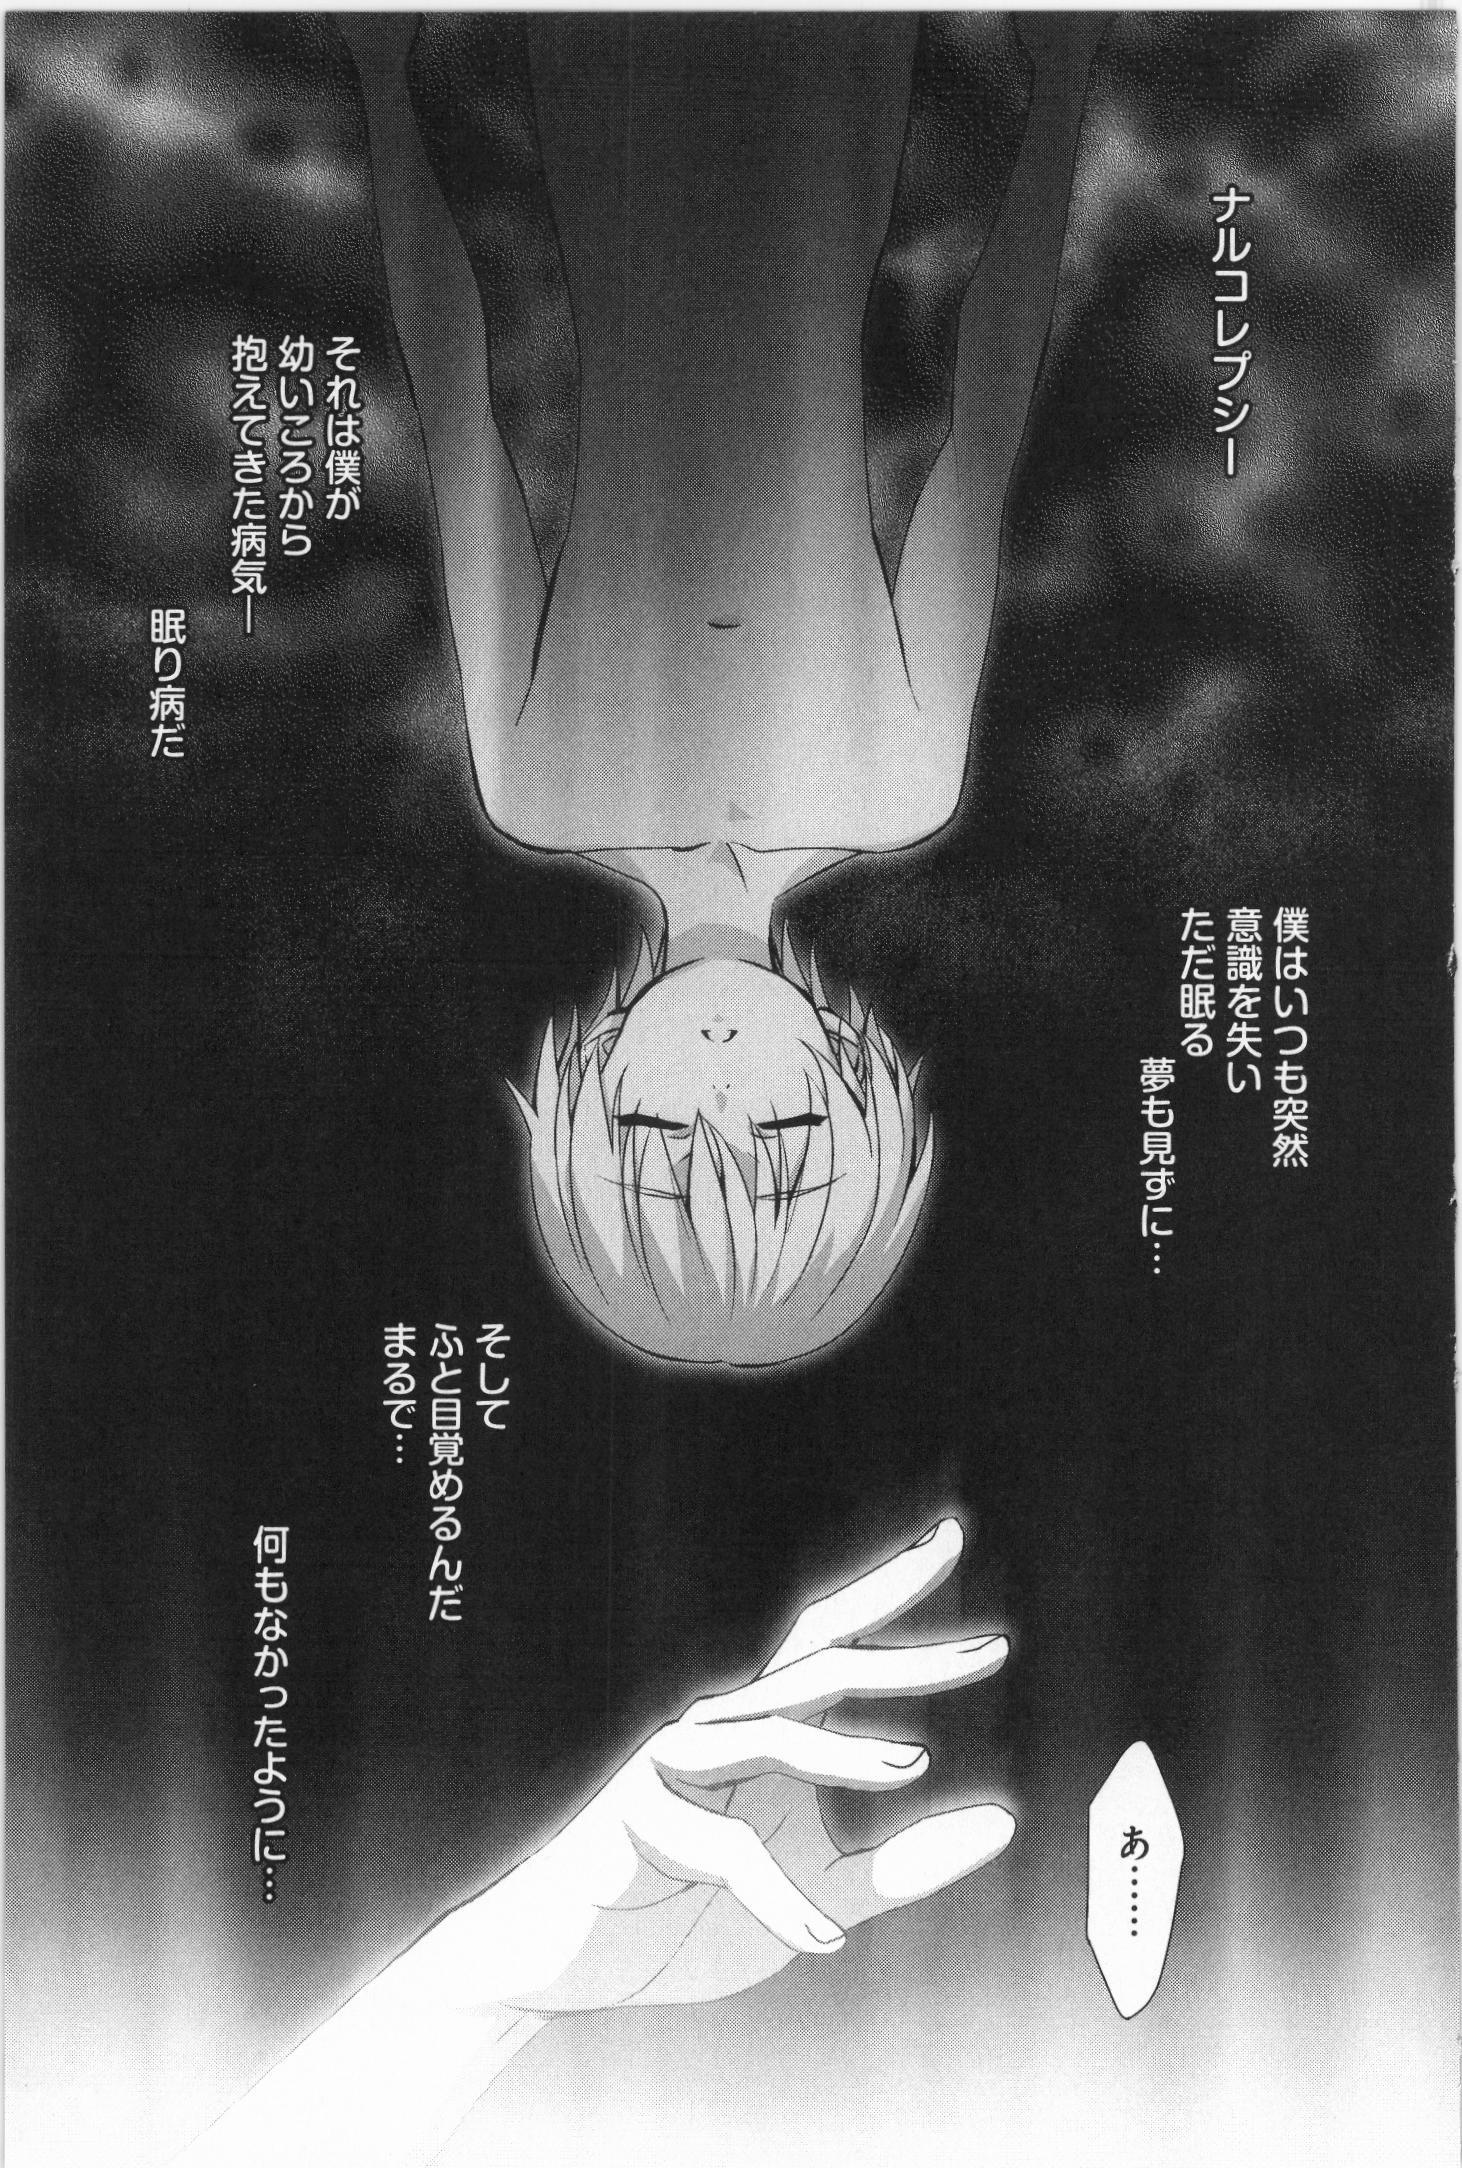 ナルコレプシー
それは僕が
幼いころから
抱えてきた病気ー
眠り病だ
僕はいつも突然
意識を失い
ただ眠る
夢も見ずに…
そして
ふと目覚めるんだ
まるで…
何もなかったように…
あ……